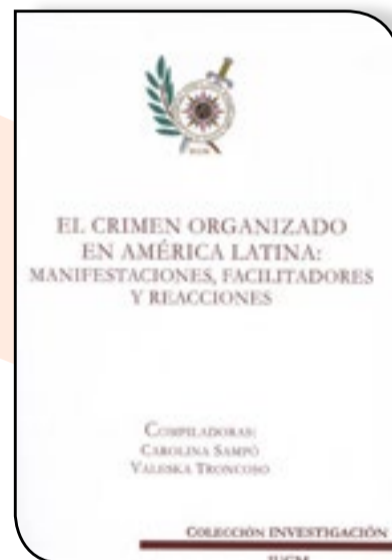 EL CRIMEN ORGANIZADO
EN AMÉRICA LATINA:
MANIFESTACIONES, FACILITADORES
Y REACCIONES
COMPILADORAS:
CAROLINA SAMPÓ
VALESKA TRONCOSO
COLECCIÓN INVESTIGACIÓN